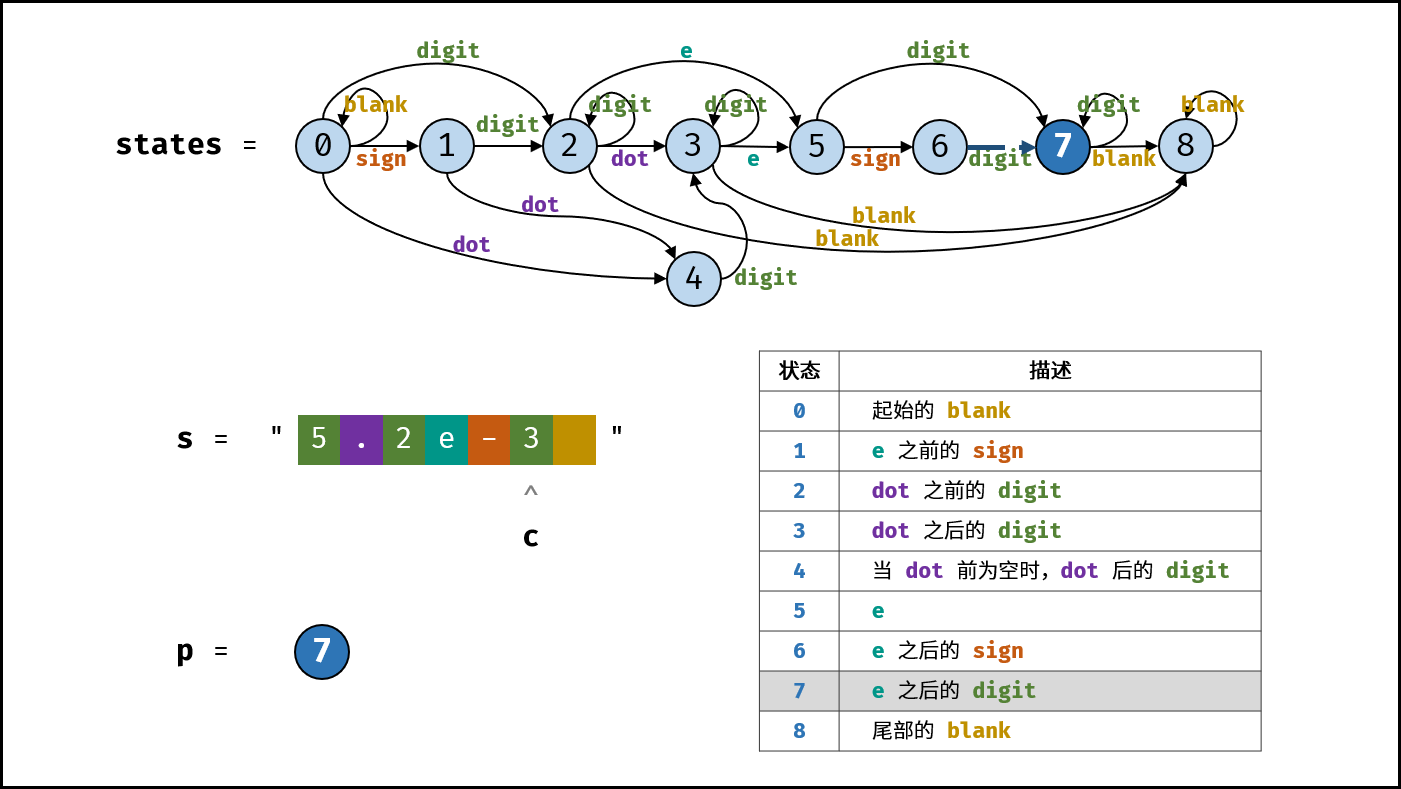 digit e digit
blank digit digit digit blank
digit
states = 0 1 2 3 5 6 7 8
sign dot e sign digit blank
dot
blank
dot blank
4 digit
s = " 5 . 2 e - 3 "
^
c
p = 7
状态 描述
0 起始的 blank
1 e 之前的 sign
2 dot 之前的 digit
3 dot 之后的 digit
4 当 dot 前为空时，dot 后的 digit
5 e
6 e 之后的 sign
7 e 之后的 digit
8 尾部的 blank